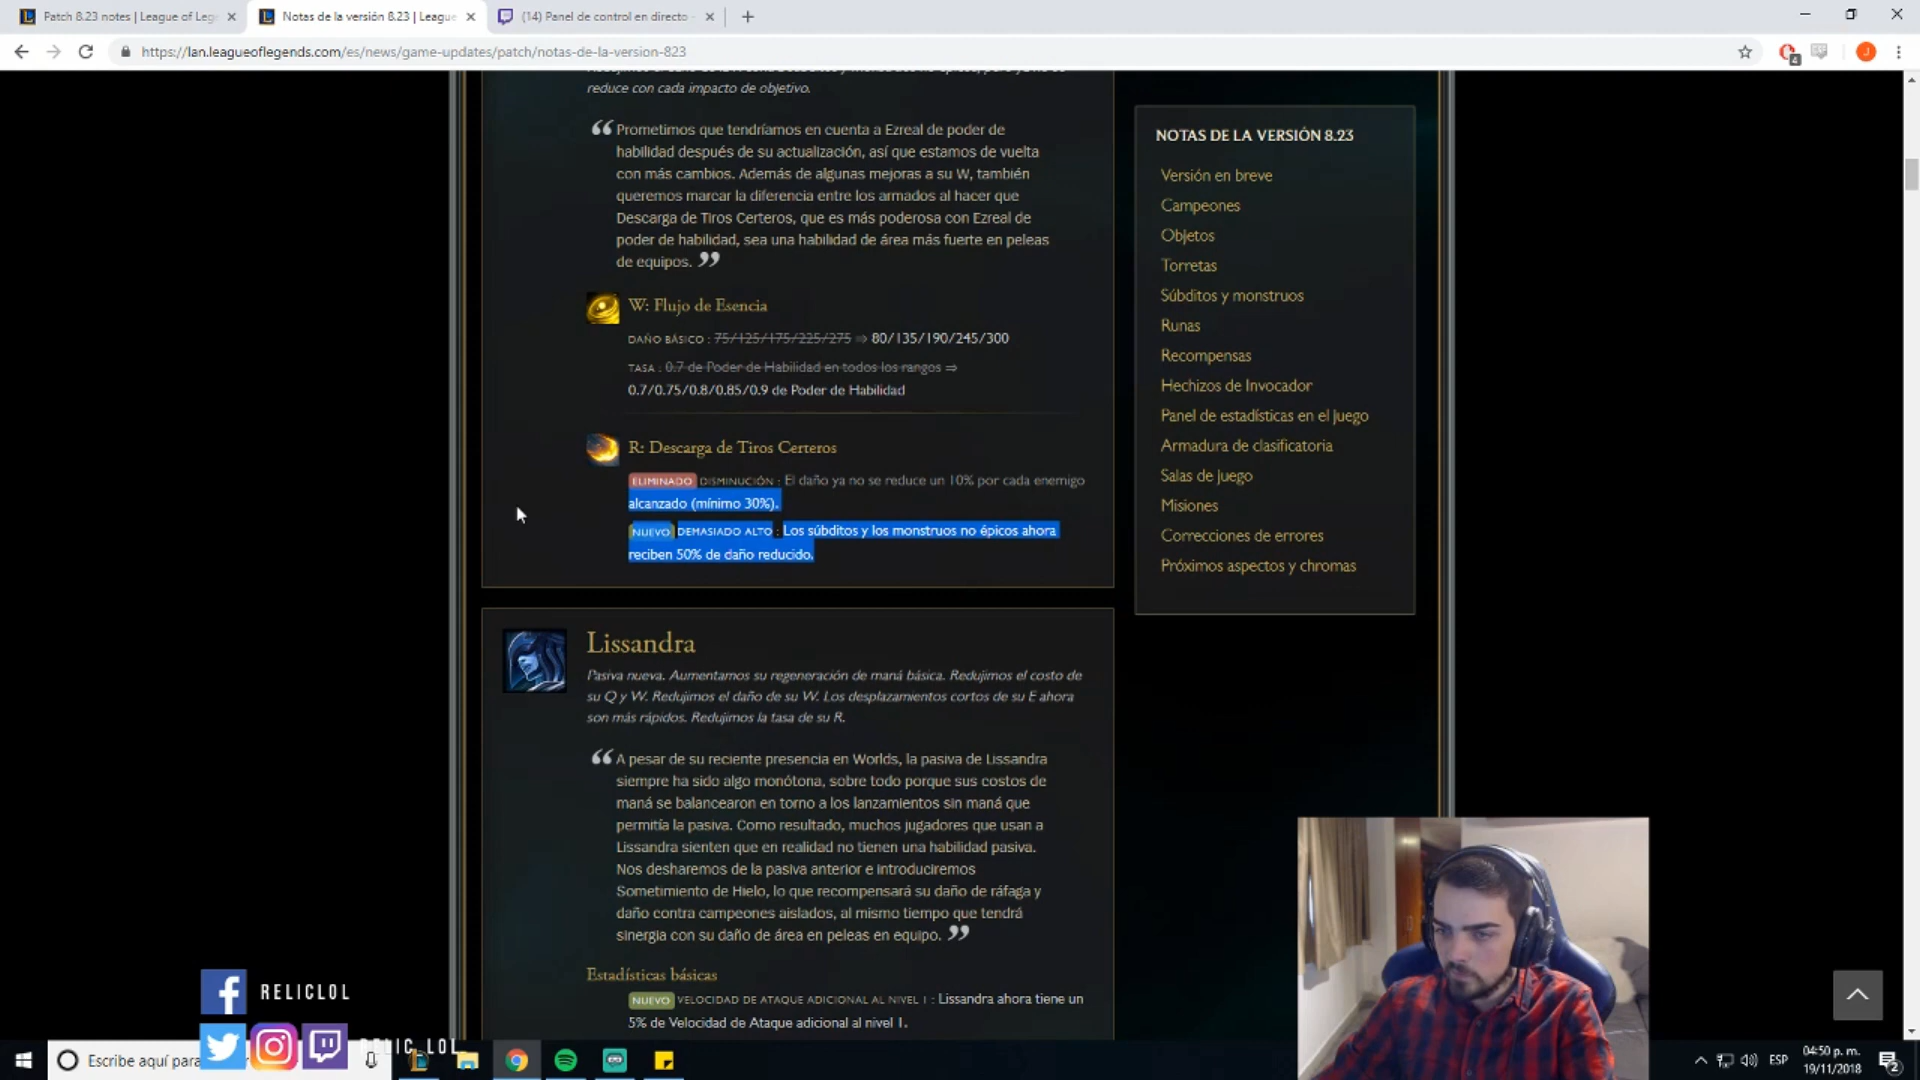 Patch 8.23 notes | League of Leg
Notas de la versión 8.23 | League
(14) Panel de control en directo
https://lan.leagueoflegends.com/es/news/game-updates/patch/notas-de-la-version-823
4
J
reduce con cada impacto de objetivo.
“ Prometimos que tendríamos en cuenta a Ezreal de poder de
habilidad después de su actualización, así que estamos de vuelta
con más cambios. Además de algunas mejoras a su W, también
queremos marcar la diferencia entre los armados al hacer que
Descarga de Tiros Certeros, que es más poderosa con Ezreal de
poder de habilidad, sea una habilidad de área más fuerte en peleas
de equipos. ”
W: Flujo de Esencia
DAÑO BÁSICO : 75/125/175/225/275 ⇒ 80/135/190/245/300
TASA : 0.7 de Poder de Habilidad en todos los rangos ⇒
0.7/0.75/0.8/0.85/0.9 de Poder de Habilidad
R: Descarga de Tiros Certeros
ELIMINADO DISMINUCIÓN : El daño ya no se reduce un 10% por cada enemigo
alcanzado (mínimo 30%).
NUEVO DEMASIADO ALTO : Los súbditos y los monstruos no épicos ahora
reciben 50% de daño reducido.
Lissandra
Pasiva nueva. Aumentamos su regeneración de maná básica. Redujimos el costo de
su Q y W. Redujimos el daño de su W. Los desplazamientos cortos de su E ahora
son más rápidos. Redujimos la tasa de su R.
“ A pesar de su reciente presencia en Worlds, la pasiva de Lissandra
siempre ha sido algo monótona, sobre todo porque sus costos de
maná se balancearon en torno a los lanzamientos sin maná que
permitía la pasiva. Como resultado, muchos jugadores que usan a
Lissandra sienten que en realidad no tienen una habilidad pasiva.
Nos desharemos de la pasiva anterior e introduciremos
Sometimiento de Hielo, lo que recompensará su daño de ráfaga y
daño contra campeones aislados, al mismo tiempo que tendrá
sinergia con su daño de área en peleas en equipo. ”
Estadísticas básicas
NUEVO VELOCIDAD DE ATAQUE ADICIONAL AL NIVEL 1 : Lissandra ahora tiene un
5% de Velocidad de Ataque adicional al nivel 1.
NOTAS DE LA VERSIÓN 8.23
Versión en breve
Campeones
Objetos
Torretas
Súbditos y monstruos
Runas
Recompensas
Hechizos de Invocador
Panel de estadísticas en el juego
Armadura de clasificatoria
Salas de juego
Misiones
Correcciones de errores
Próximos aspectos y chromas
RELICLOL
RELIC_LOL
Escribe aquí para
ESP
04:50 p. m.
19/11/2018
2